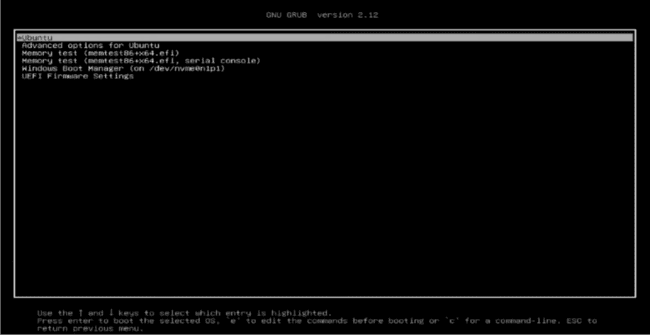 GNU GRUB version 2.12
*Ubuntu
Advanced options for Ubuntu
Memory test (memtest86+x64.efi)
Memory test (memtest86+x64.efi, serial console)
Windows Boot Manager (on /dev/nvme0n1p1)
UEFI Firmware Settings
Use the ↑ and ↓ keys to select which entry is highlighted.
Press enter to boot the selected OS, `e' to edit the commands before booting or `c' for a command-line. ESC to
return previous menu.